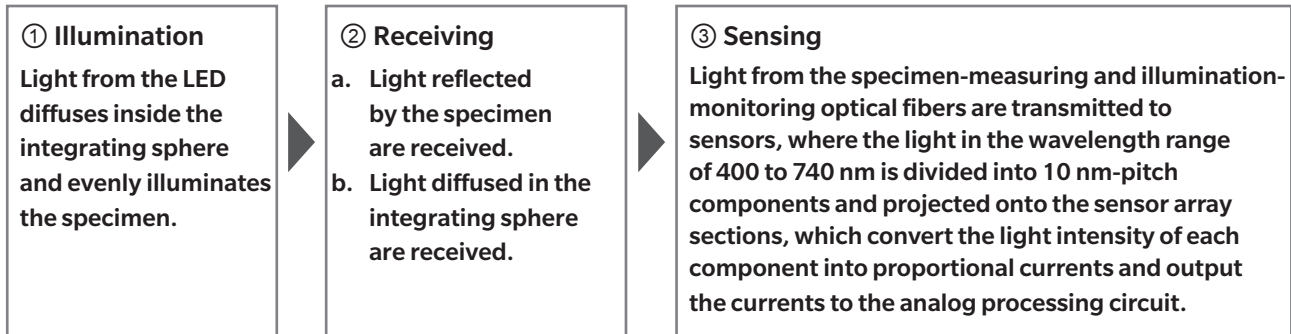 ① Illumination
Light from the LED
diffuses inside the
integrating sphere
and evenly illuminates
the specimen.
② Receiving
a. Light reflected
by the specimen
are received.
b. Light diffused in the
integrating sphere
are received.
③ Sensing
Light from the specimen-measuring and illumination-
monitoring optical fibers are transmitted to
sensors, where the light in the wavelength range
of 400 to 740 nm is divided into 10 nm-pitch
components and projected onto the sensor array
sections, which convert the light intensity of each
component into proportional currents and output
the currents to the analog processing circuit.